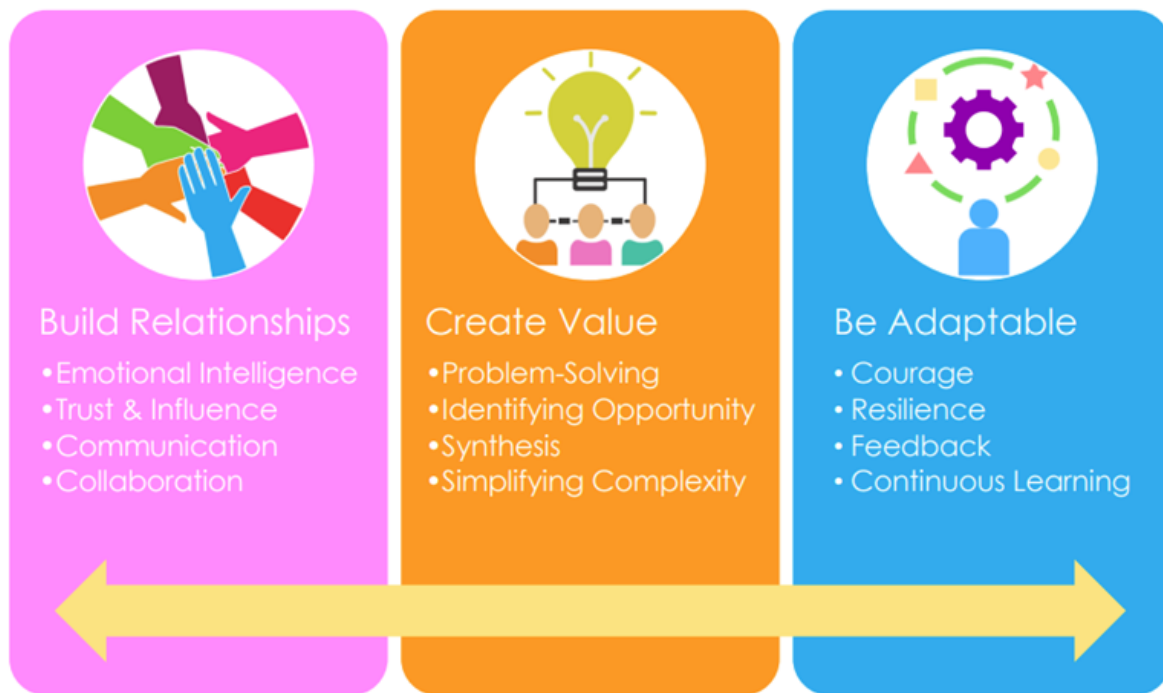 Build Relationships
•Emotional Intelligence
•Trust & Influence
•Communication
•Collaboration
Create Value
•Problem-Solving
•Identifying Opportunity
•Synthesis
•Simplifying Complexity
Be Adaptable
• Courage
• Resilience
• Feedback
• Continuous Learning